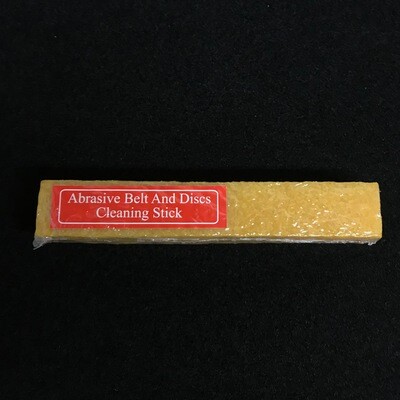 Abrasive Belt And Discs
Cleaning Stick